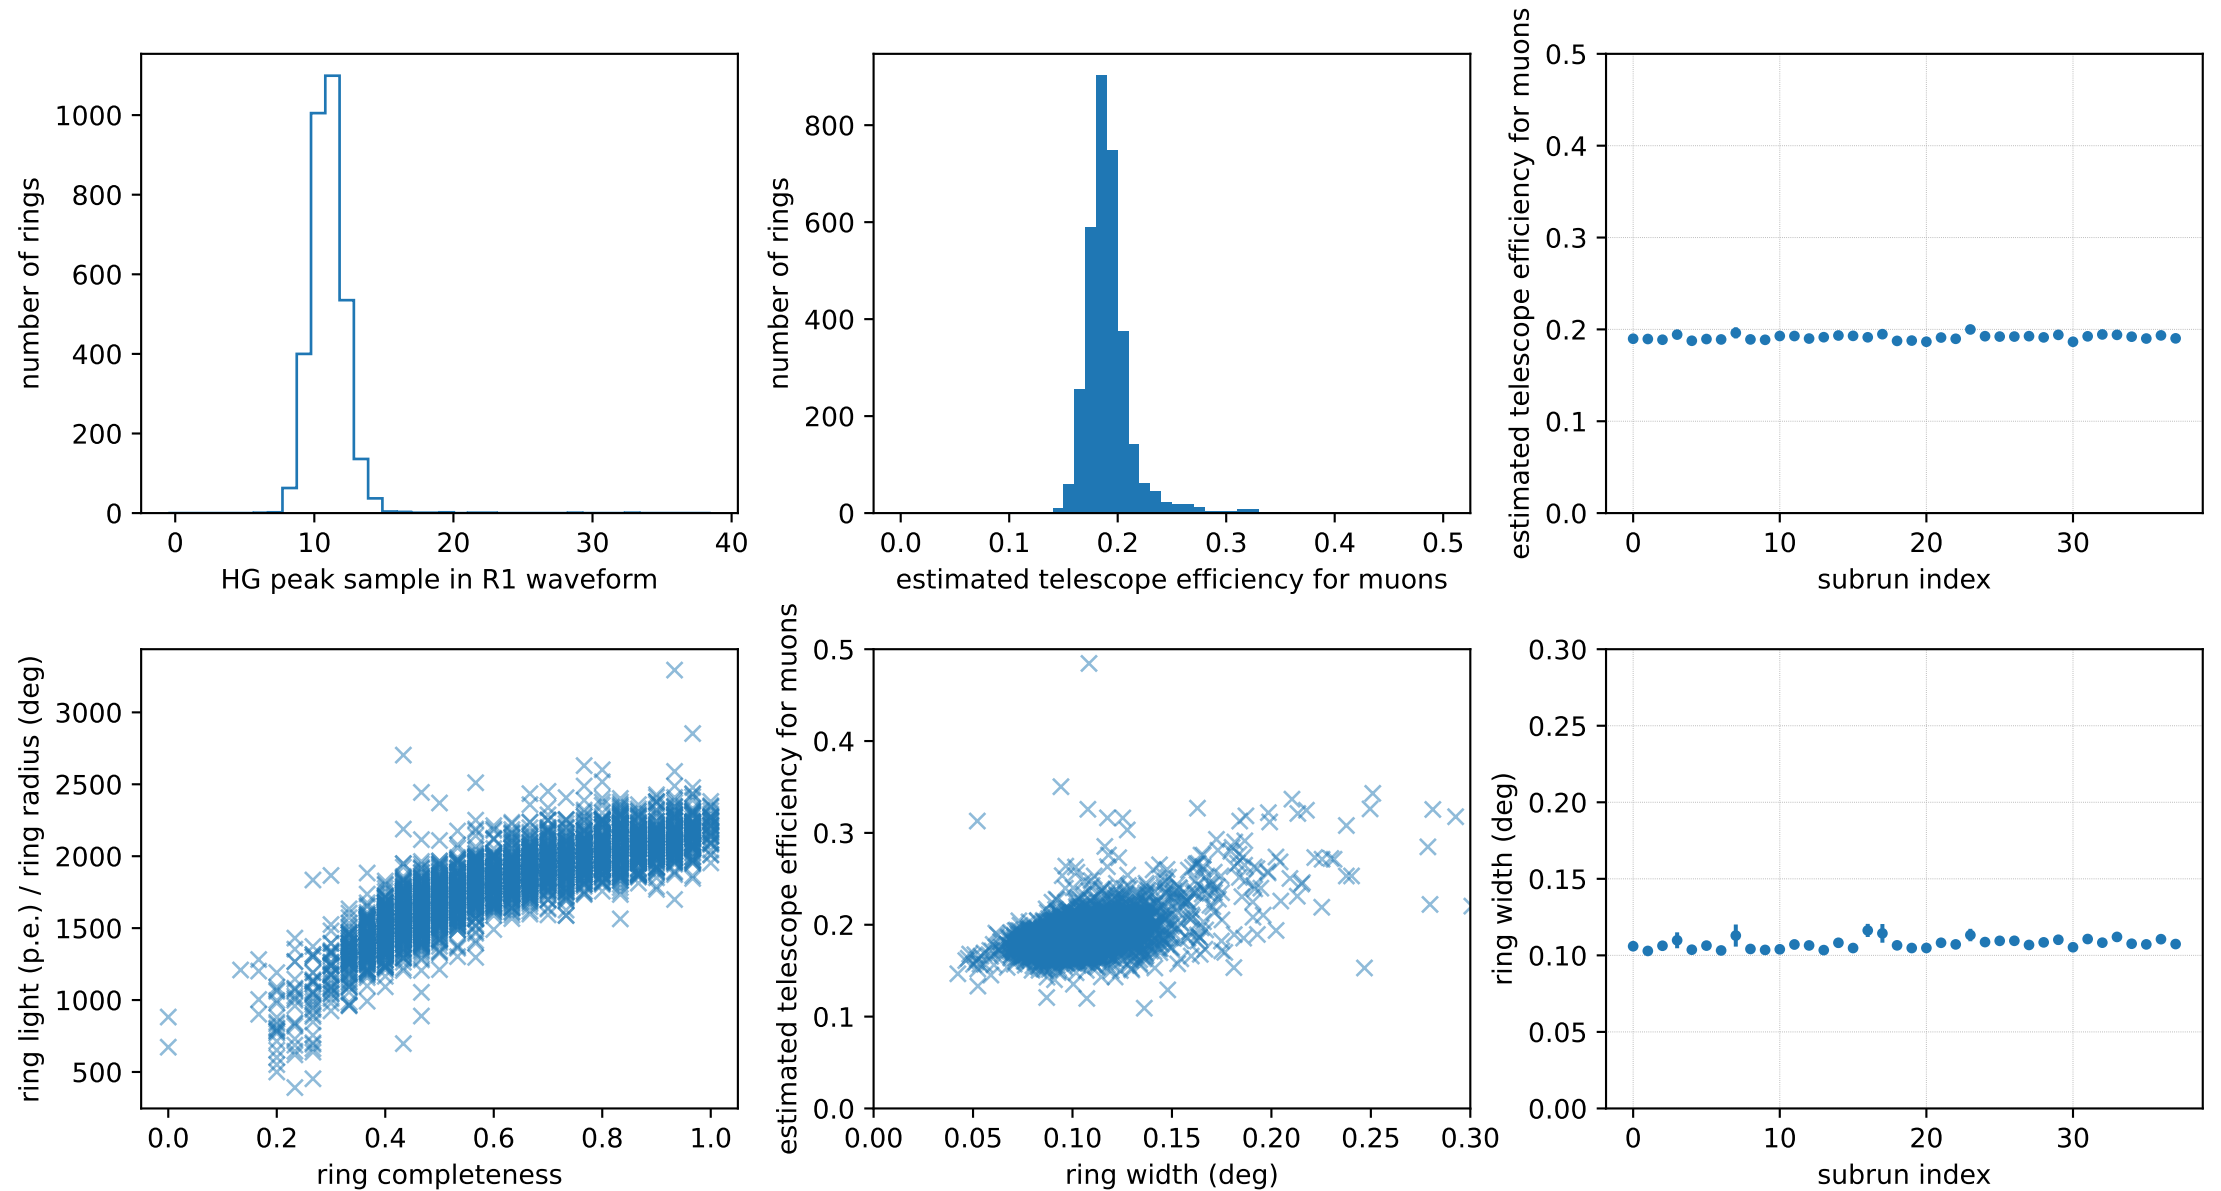 number of rings
1000
800
600
400
200
0
0 10 20 30 40
HG peak sample in R1 waveform
number of rings
800
600
400
200
0
0.0 0.1 0.2 0.3 0.4 0.5
estimated telescope efficiency for muons
estimated telescope efficiency for muons
0.5
0.4
0.3
0.2
0.1
0.0
0 10 20 30
subrun index
ring light (p.e.) / ring radius (deg)
3000
2500
2000
1500
1000
500
0.0 0.2 0.4 0.6 0.8 1.0
ring completeness
estimated telescope efficiency for muons
0.5
0.4
0.3
0.2
0.1
0.0
0.00 0.05 0.10 0.15 0.20 0.25 0.30
ring width (deg)
ring width (deg)
0.30
0.25
0.20
0.15
0.10
0.05
0.00
0 10 20 30
subrun index